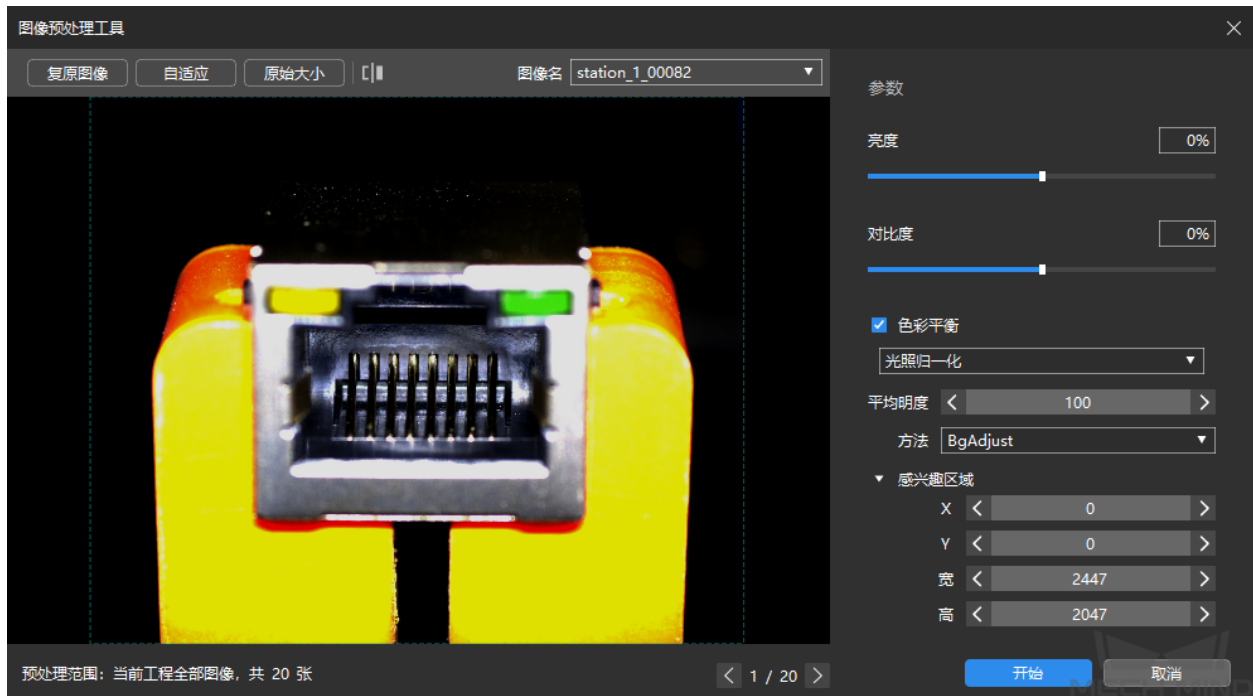 图像预处理工具
复原图像 自适应 原始大小 图像名 station_1_00082
参数
亮度 0%
对比度 0%
色彩平衡
光照归一化
平均明度 100
方法 BgAdjust
感兴趣区域
X 0
Y 0
宽 2447
高 2047
预处理范围：当前工程全部图像，共 20 张 1 / 20 开始 取消